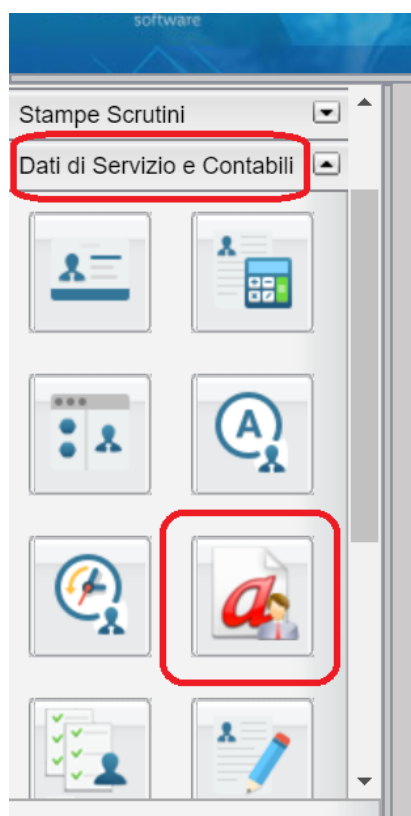 software
Stampe Scrutini
Dati di Servizio e Contabili
A
a